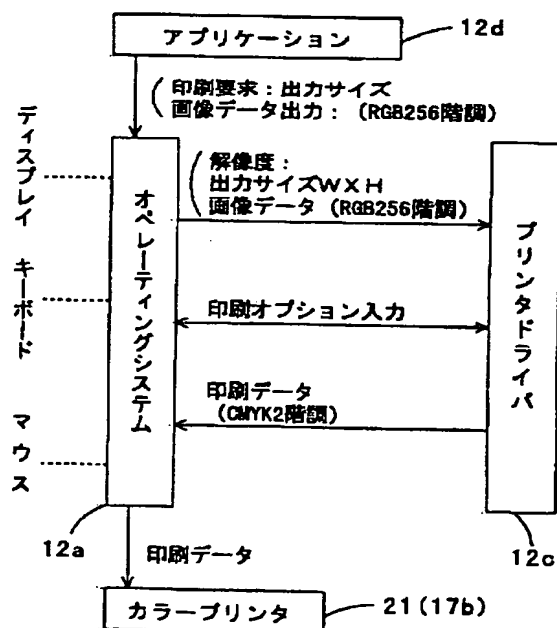 アプリケーション
12d
印刷要求：出力サイズ
画像データ出力：(RGB256階調)
ディスプレイ
キーボード
マウス
オペレーティングシステム
解像度：
出力サイズWXH
画像データ(RGB256階調)
プリンタドライバ
印刷オプション入力
印刷データ
(CMYK2階調)
12a
印刷データ
12c
カラープリンタ
21(17b)